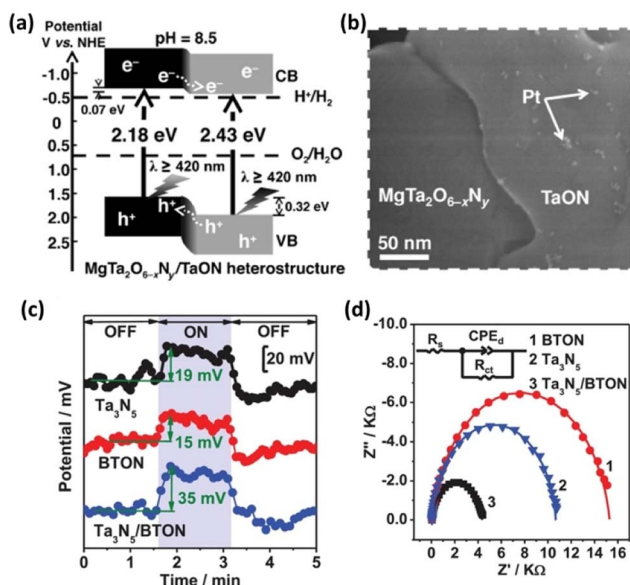 (a)
Potential
V vs. NHE
pH = 8.5
-1.0
-0.5
0
0.5
1.0
1.5
2.0
2.5
e⁻
e⁻
e⁻
e⁻
CB
H⁺/H₂
0.07 eV
2.18 eV
2.43 eV
O₂/H₂O
λ ≥ 420 nm
λ ≥ 420 nm
h⁺
h⁺
h⁺
h⁺
0.32 eV
VB
MgTa₂O₆₋ₓNᵧ/TaON heterostructure
(b)
Pt
MgTa₂O₆₋ₓNᵧ
TaON
50 nm
(c)
OFF
ON
OFF
20 mV
Ta₃N₅
19 mV
BTON
15 mV
Ta₃N₅/BTON
35 mV
Potential / mV
0 1 2 3 4 5
Time / min
(d)
Rs
CPEd
Rct
1 BTON
2 Ta₃N₅
3 Ta₃N₅/BTON
-10.0
-8.0
-6.0
-4.0
-2.0
0.0
Z'' / KΩ
1
2
3
0 2 4 6 8 10 12 14 16
Z' / KΩ